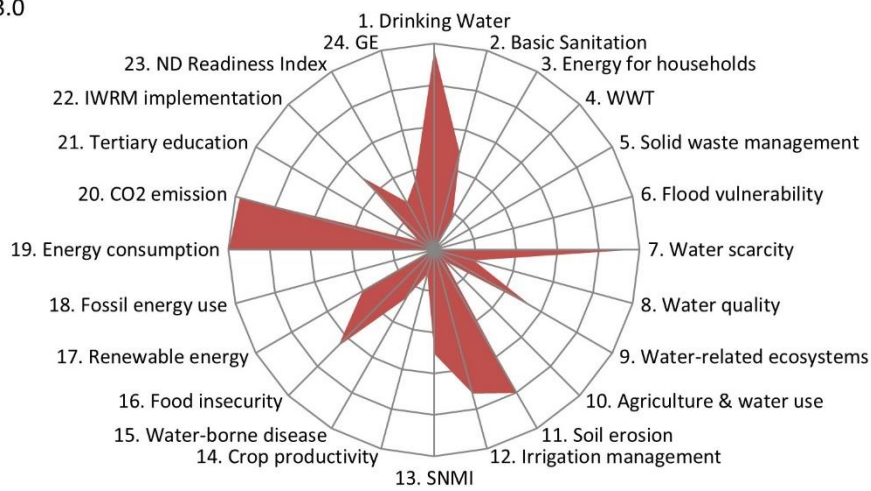 3.0
1. Drinking Water
2. Basic Sanitation
3. Energy for households
4. WWT
5. Solid waste management
6. Flood vulnerability
7. Water scarcity
8. Water quality
9. Water-related ecosystems
10. Agriculture & water use
11. Soil erosion
12. Irrigation management
13. SNMI
14. Crop productivity
15. Water-borne disease
16. Food insecurity
17. Renewable energy
18. Fossil energy use
19. Energy consumption
20. CO2 emission
21. Tertiary education
22. IWRM implementation
23. ND Readiness Index
24. GE